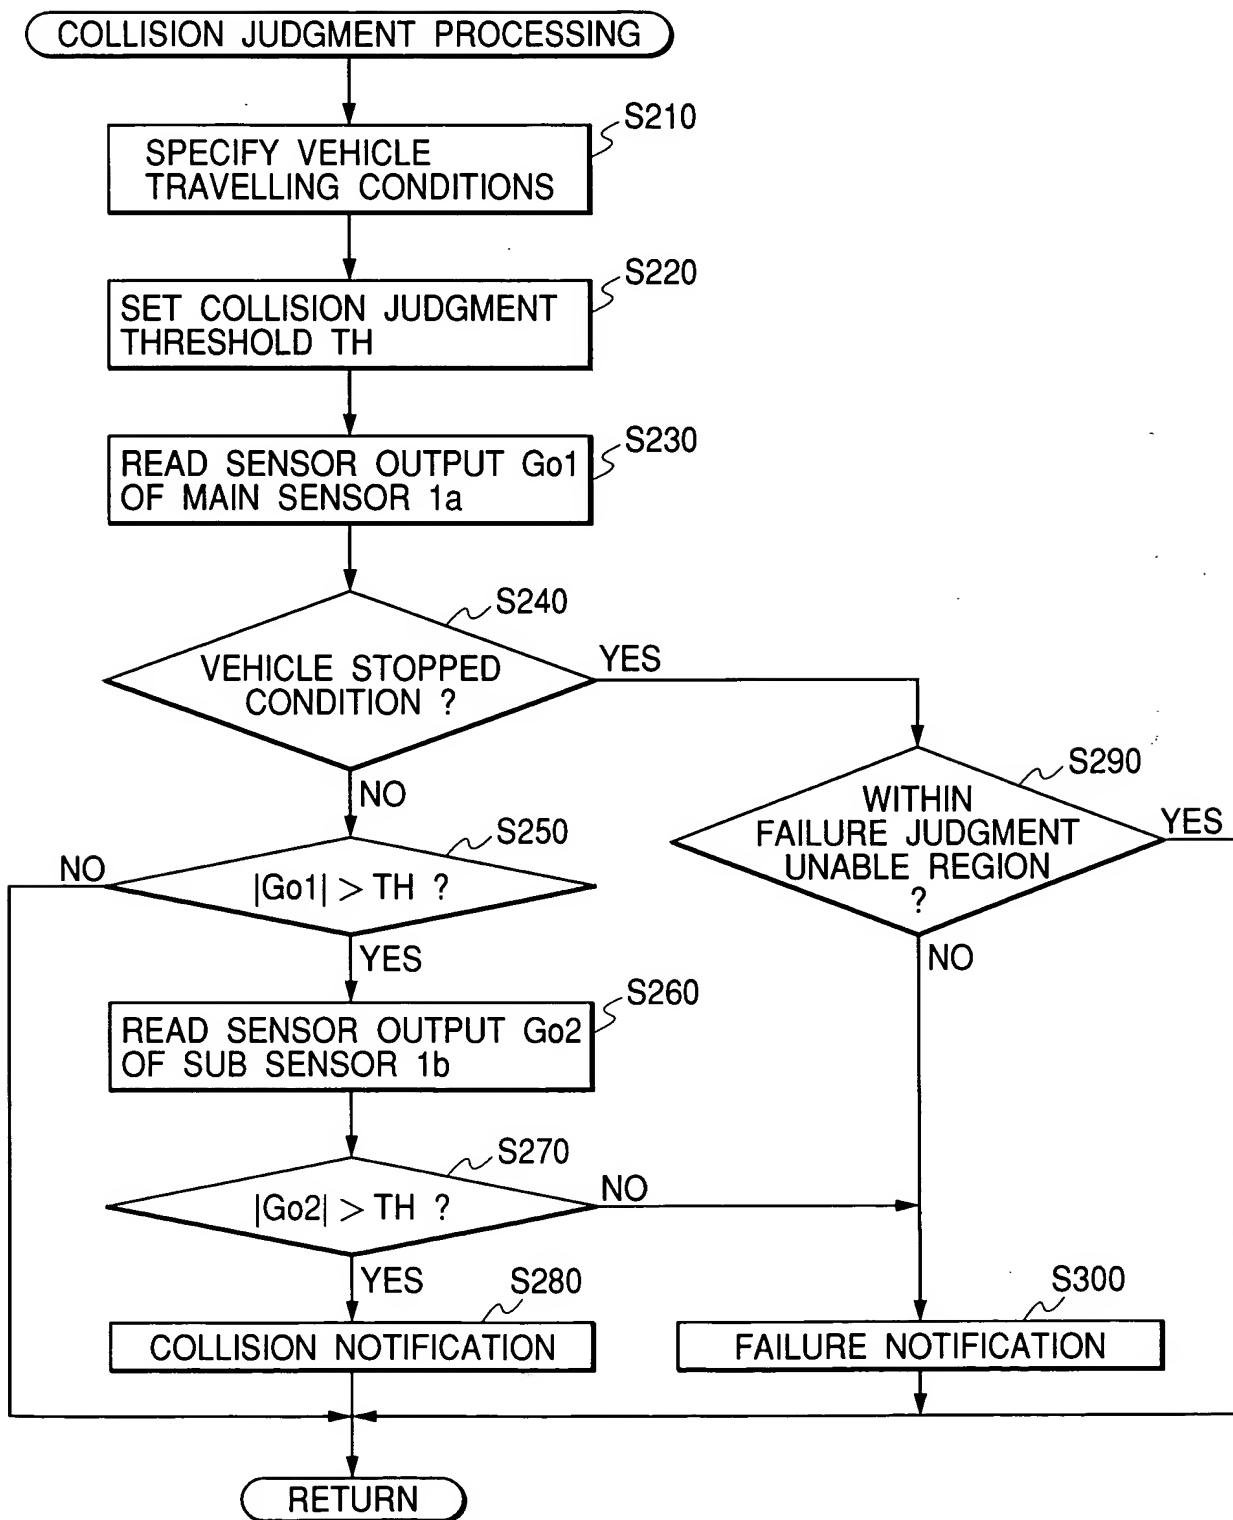 COLLISION JUDGMENT PROCESSING
S210
SPECIFY VEHICLE
TRAVELLING CONDITIONS
S220
SET COLLISION JUDGMENT
THRESHOLD TH
S230
READ SENSOR OUTPUT Go1
OF MAIN SENSOR 1a
S240
VEHICLE STOPPED
CONDITION ?
YES
NO
S290
WITHIN
FAILURE JUDGMENT
UNABLE REGION
?
YES
NO
S250
|Go1| > TH ?
NO
YES
S260
READ SENSOR OUTPUT Go2
OF SUB SENSOR 1b
S270
|Go2| > TH ?
NO
YES
S280
COLLISION NOTIFICATION
S300
FAILURE NOTIFICATION
RETURN